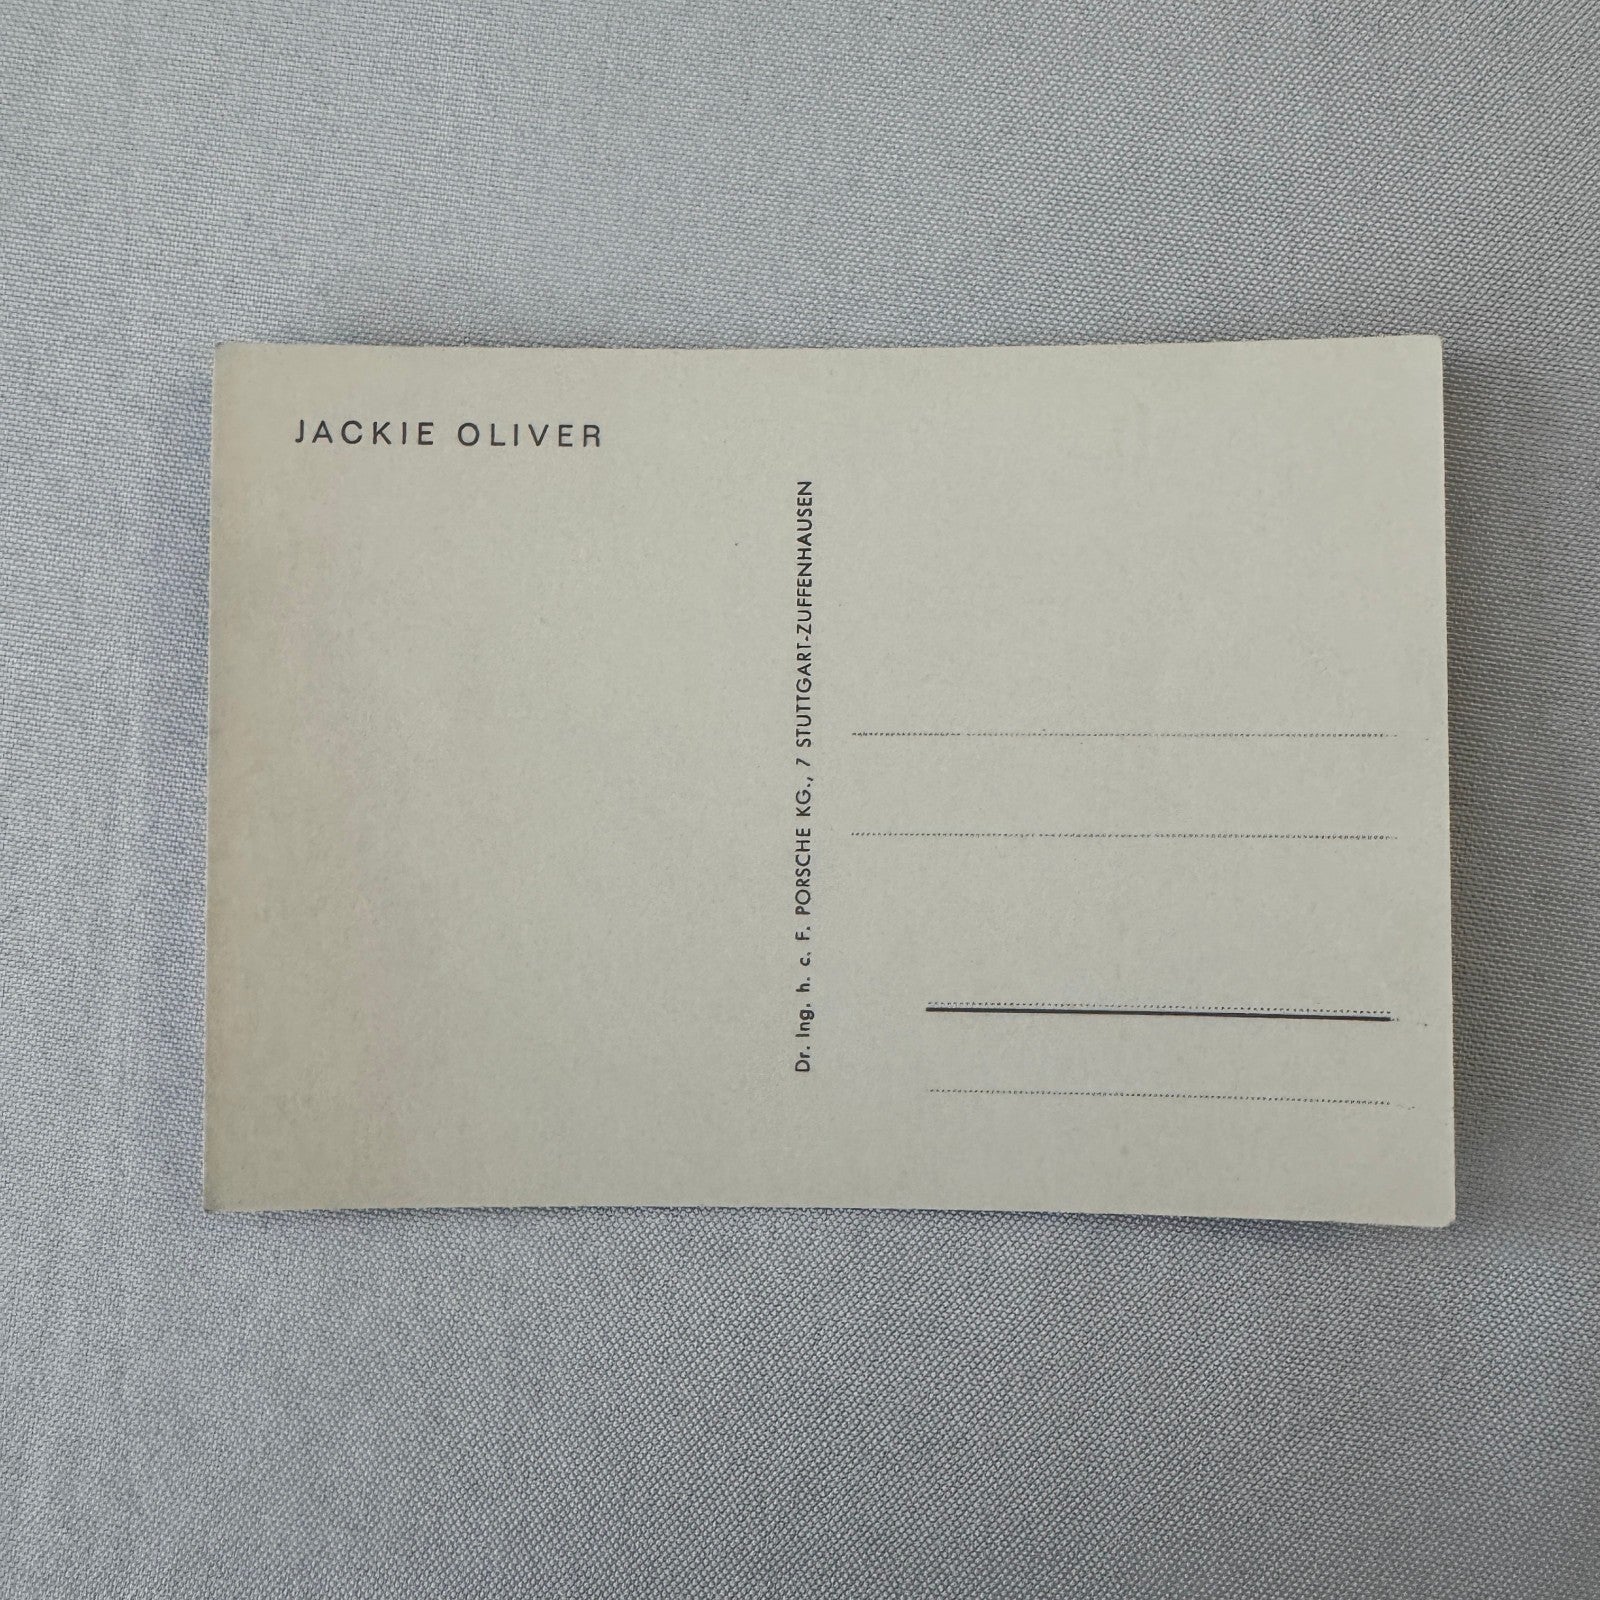 JACKIE OLIVER
Dr. Ing. h. c. F. PORSCHE KG., 7 STUTTGART-ZUFFENHAUSEN